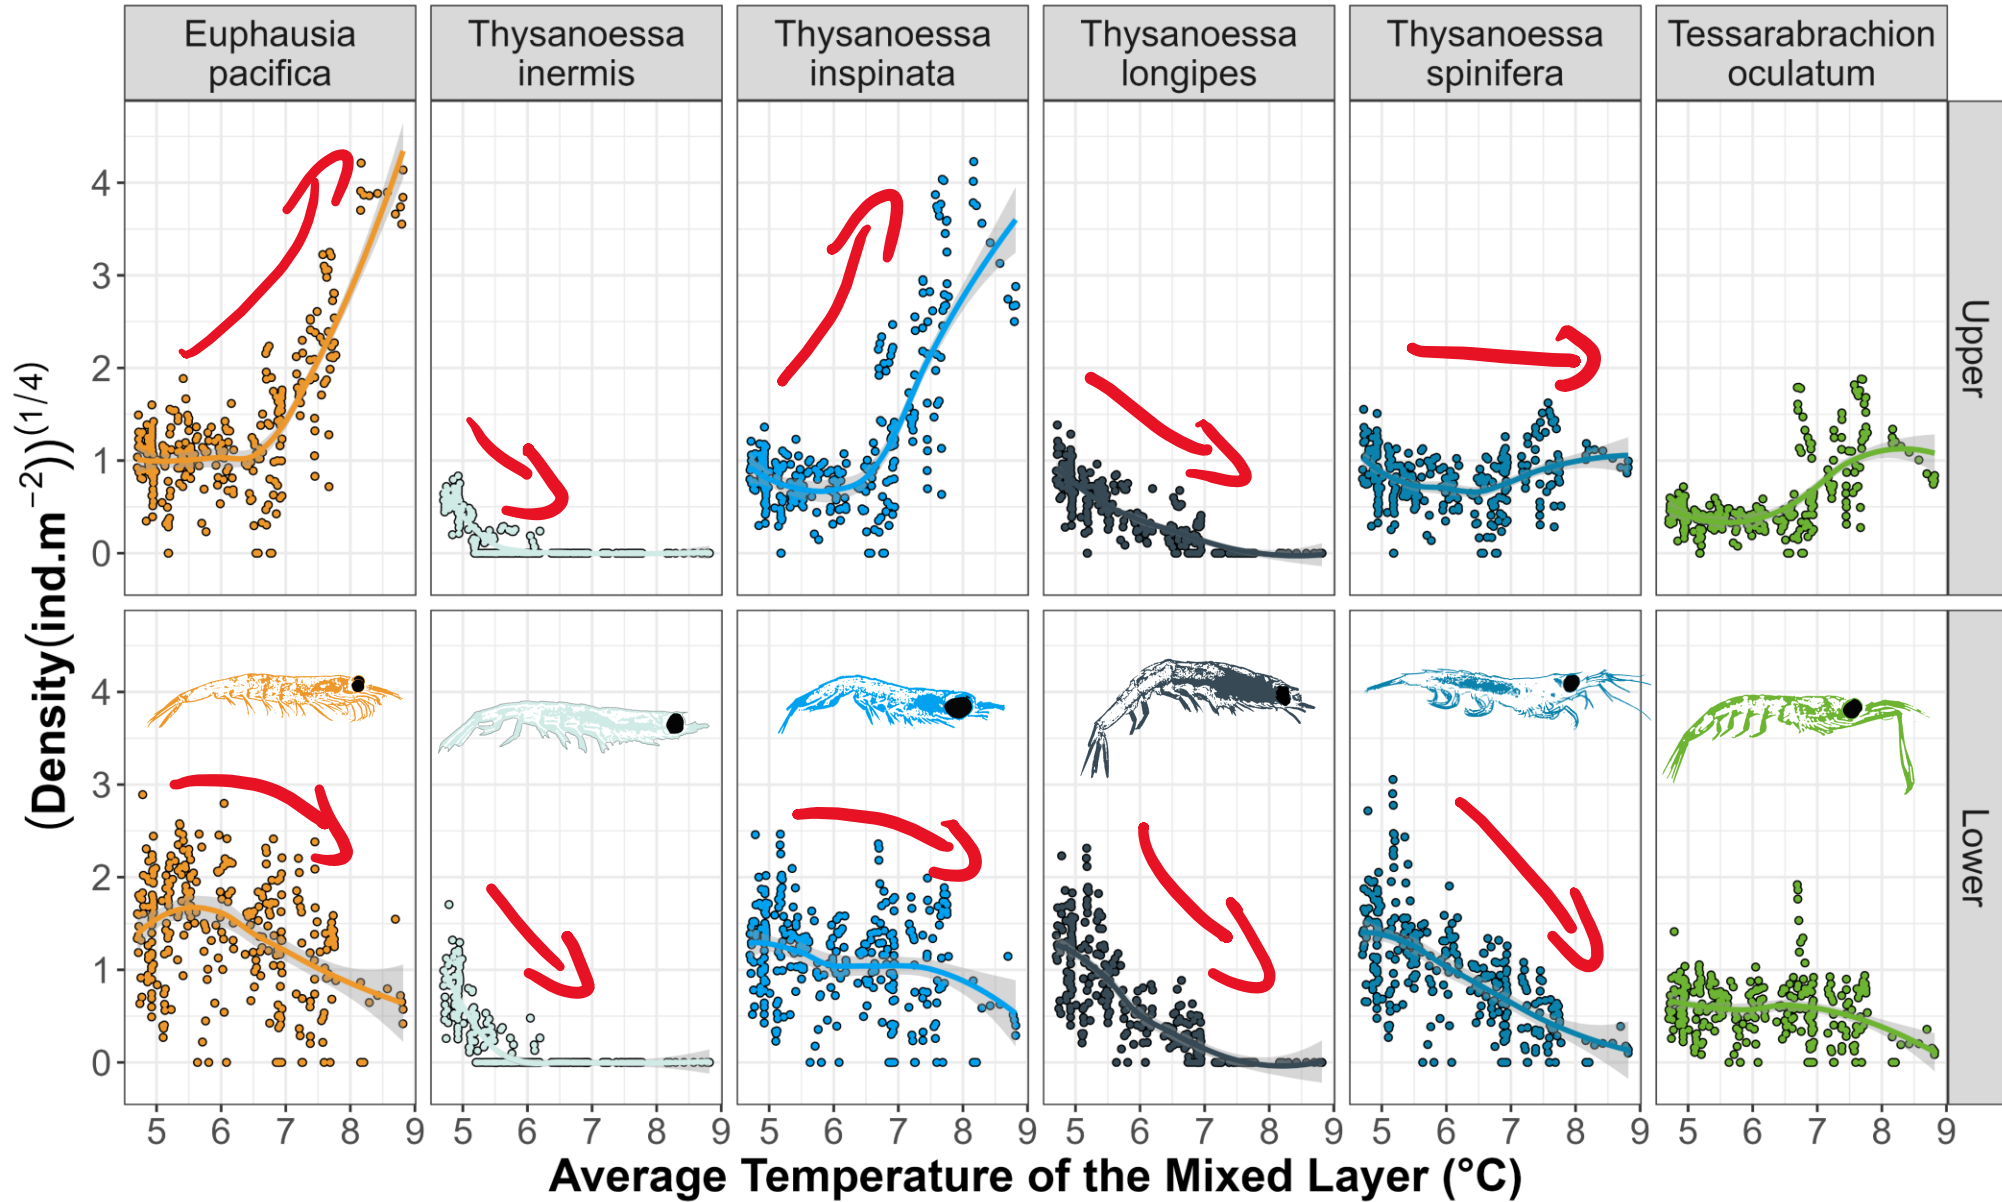 Euphausia
pacifica
Thysanoessa
inermis
Thysanoessa
inspinata
Thysanoessa
longipes
Thysanoessa
spinifera
Tessarabrachion
oculatum
4
3
2
1
0
Upper
(Density(ind.m⁻²))^(1/4)
4
3
2
1
0
Lower
5 6 7 8 9
5 6 7 8 9
5 6 7 8 9
5 6 7 8 9
5 6 7 8 9
5 6 7 8 9
Average Temperature of the Mixed Layer (°C)